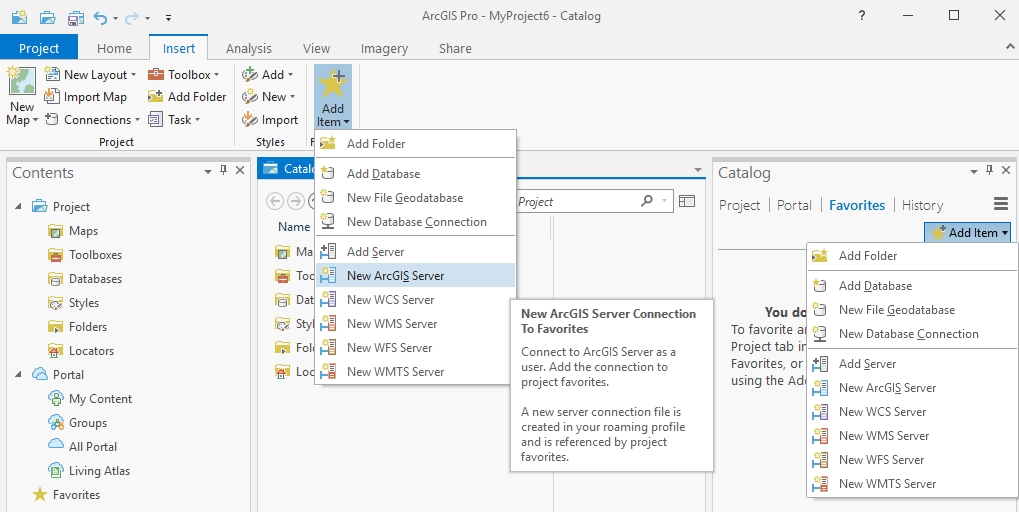 ArcGIS Pro - MyProject6 - Catalog
?
Project
Home
Insert
Analysis
View
Imagery
Share
New Map
New Layout
Import Map
Connections
Toolbox
Add Folder
Task
Project
Add
New
Import
Styles
Add Item
F
Add Folder
Add Database
New File Geodatabase
New Database Connection
Add Server
New ArcGIS Server
New WCS Server
New WMS Server
New WFS Server
New WMTS Server
New ArcGIS Server Connection
To Favorites
Connect to ArcGIS Server as a
user. Add the connection to
project favorites.
A new server connection file is
created in your roaming profile
and is referenced by project
favorites.
Contents
Project
Maps
Toolboxes
Databases
Styles
Folders
Locators
Portal
My Content
Groups
All Portal
Living Atlas
Favorites
Catalo
Project
Name
Ma
Too
Dat
Styl
Fol
Loc
Catalog
Project
Portal
Favorites
History
Add Item
You do
To favorite an
Project tab in
Favorites, or
using the Ad
Add Folder
Add Database
New File Geodatabase
New Database Connection
Add Server
New ArcGIS Server
New WCS Server
New WMS Server
New WFS Server
New WMTS Server